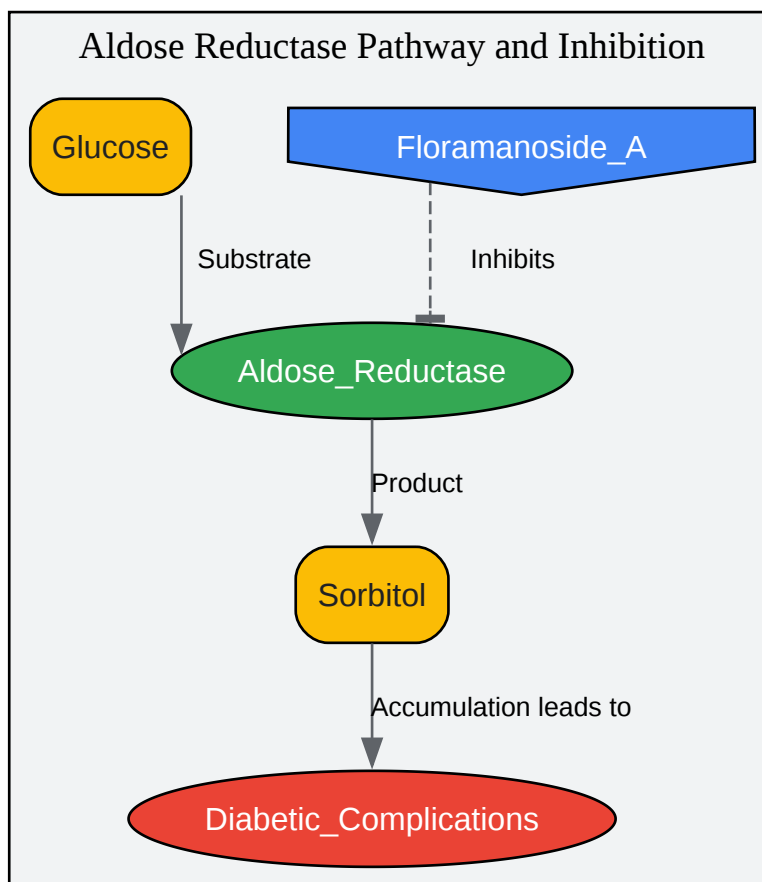 Aldose Reductase Pathway and Inhibition
Glucose
Floramanoside_A
Substrate
Inhibits
Aldose_Reductase
Product
Sorbitol
Accumulation leads to
Diabetic_Complications